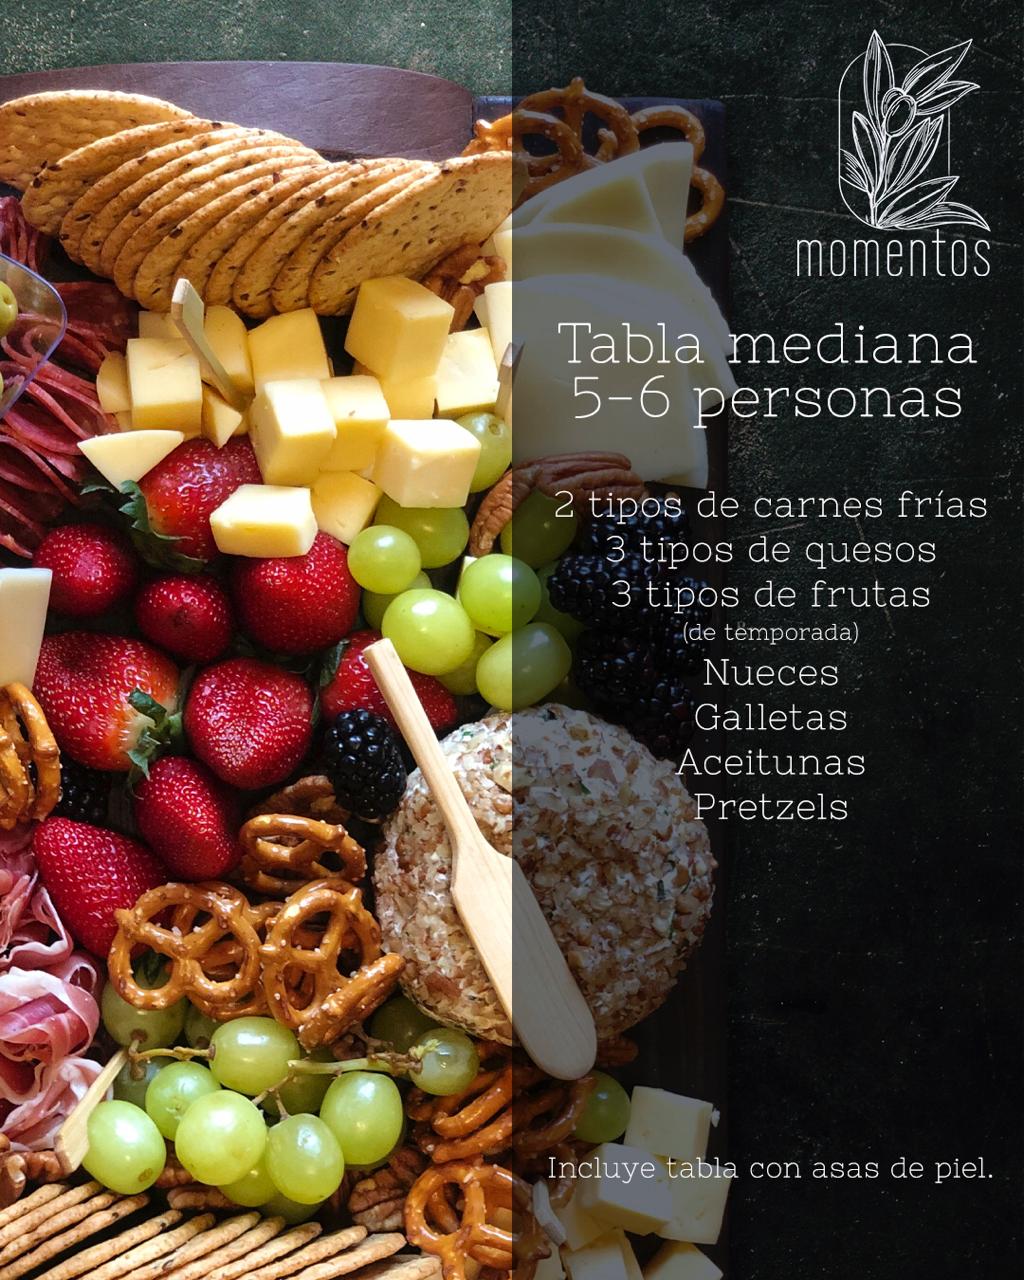 momentos
Tabla mediana
5-6 personas
2 tipos de carnes frías
3 tipos de quesos
3 tipos de frutas
(de temporada)
Nueces
Galletas
Aceitunas
Pretzels
Incluye tabla con asas de piel.